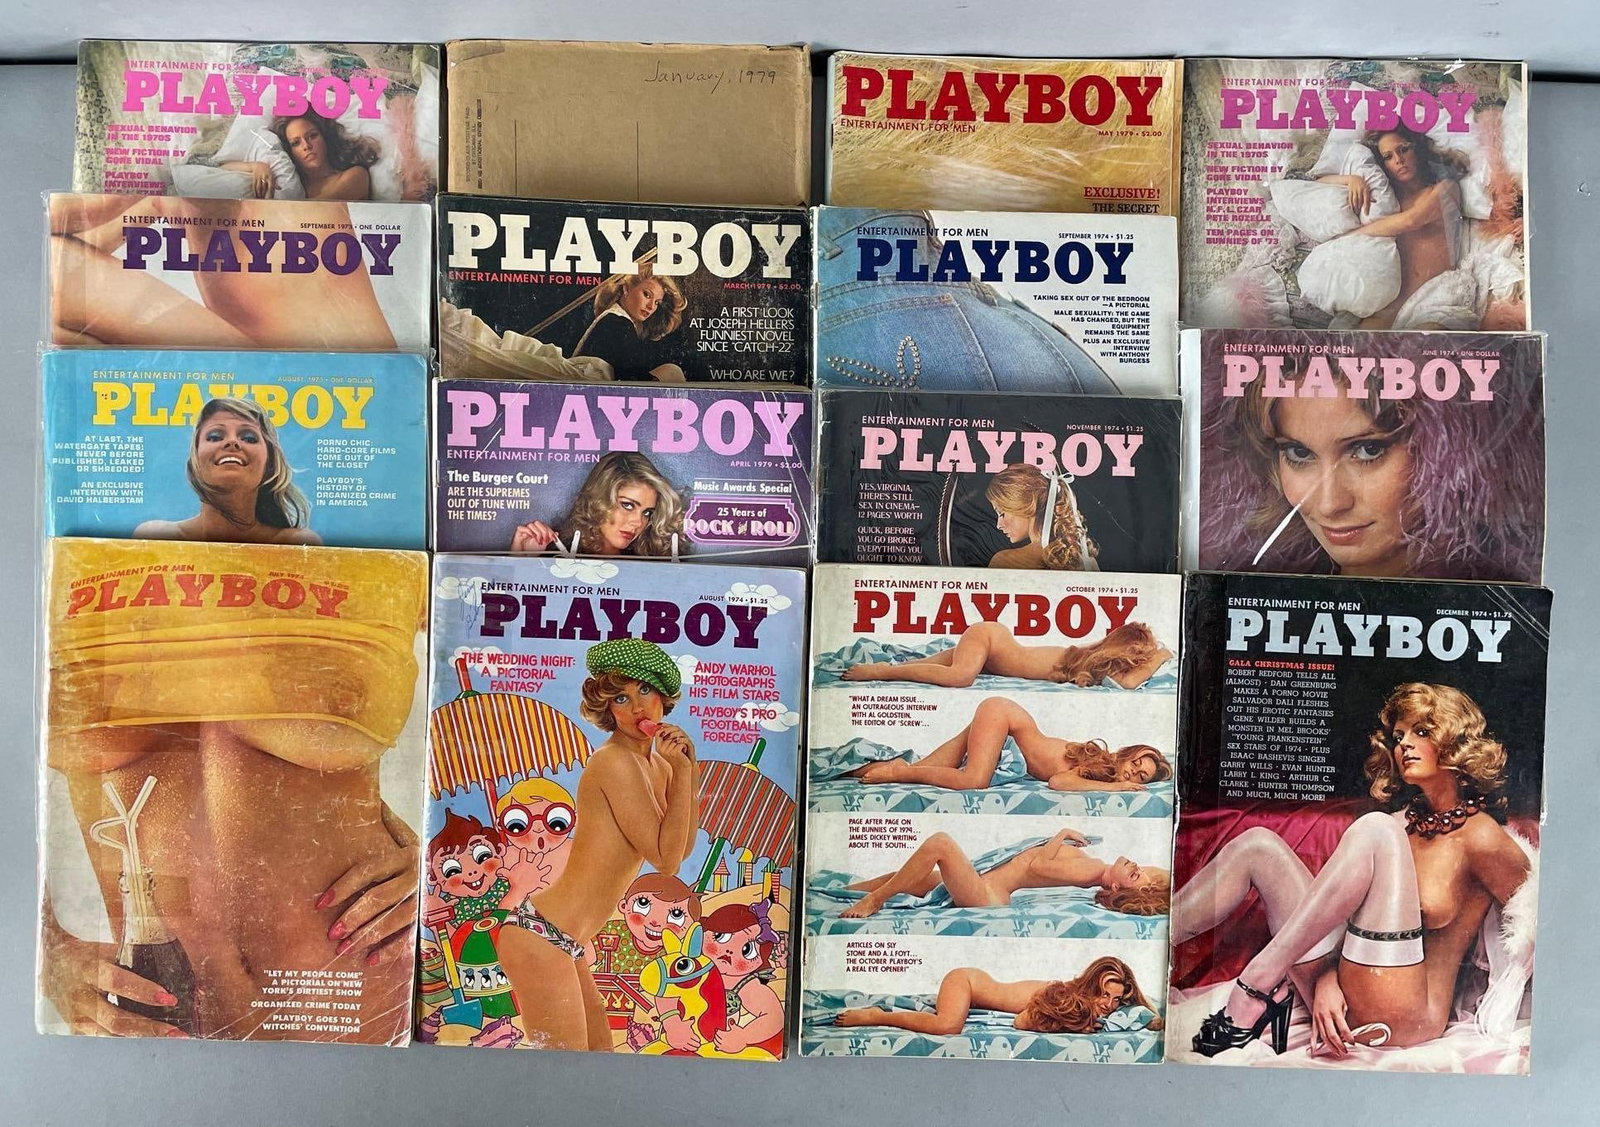 ENTERTAINMENT FOR
PLAYBOY
SEXUAL BEHAVIOR
IN THE 1970S
NEW FICTION BY
GORE VIDAL
PLAYBOY
INTERVIEWS
January, 1979
PLAYBOY
ENTERTAINMENT FOR MEN
MAY 1979 • $2.00
EXCLUSIVE!
THE SECRET
ENTERTAINMENT FOR
PLAYBOY
SEXUAL BEHAVIOR
IN THE 1970S
NEW FICTION BY
GORE VIDAL
PLAYBOY
INTERVIEWS
N.F.L. CZAR
PETE ROZELLE
TEN PAGES ON
BUNNIES OF '73
ENTERTAINMENT FOR MEN
SEPTEMBER 1973 • ONE DOLLAR
PLAYBOY
PLAYBOY
ENTERTAINMENT FOR MEN
MARCH 1979 • $2.00
A FIRST LOOK
AT JOSEPH HELLER'S
FUNNIEST NOVEL
SINCE "CATCH-22"
WHO ARE WE?
ENTERTAINMENT FOR MEN
SEPTEMBER 1974 • $1.25
PLAYBOY
TAKING SEX OUT OF THE BEDROOM
—A PICTORIAL
MALE SEXUALITY: THE GAME
HAS CHANGED, BUT THE
EQUIPMENT
REMAINS THE SAME
PLUS AN EXCLUSIVE
INTERVIEW
WITH ANTHONY
BURGESS
ENTERTAINMENT FOR MEN
JUNE 1974 • ONE DOLLAR
PLAYBOY
ENTERTAINMENT FOR MEN
AUGUST 1973 • ONE DOLLAR
PLAYBOY
AT LAST, THE
WATERGATE TAPES!
NEVER BEFORE
PUBLISHED, LEAKED
OR SHREDDED!
AN EXCLUSIVE
INTERVIEW WITH
DAVID HALBERSTAM
PORNO CHIC:
HARD-CORE FILMS
COME OUT OF
THE CLOSET
PLAYBOY'S
HISTORY OF
ORGANIZED CRIME
IN AMERICA
PLAYBOY
ENTERTAINMENT FOR MEN
APRIL 1979 • $2.00
The Burger Court
ARE THE SUPREMES
OUT OF TUNE WITH
THE TIMES?
Music Awards Special
25 Years of
ROCK and ROLL
ENTERTAINMENT FOR MEN
NOVEMBER 1974 • $1.25
PLAYBOY
YES, VIRGINIA,
THERE'S STILL
SEX IN CINEMA—
12 PAGES' WORTH
QUICK, BEFORE
YOU GO BROKE!
EVERYTHING YOU
OUGHT TO KNOW
ENTERTAINMENT FOR MEN
JULY 1974
PLAYBOY
"LET MY PEOPLE COME"
A PICTORIAL ON NEW
YORK'S DIRTIEST SHOW
ORGANIZED CRIME TODAY
PLAYBOY GOES TO A
WITCHES' CONVENTION
ENTERTAINMENT FOR MEN
AUGUST 1974 • $1.25
PLAYBOY
THE WEDDING NIGHT:
A PICTORIAL
FANTASY
ANDY WARHOL
PHOTOGRAPHS
HIS FILM STARS
PLAYBOY'S PRO
FOOTBALL
FORECAST
ENTERTAINMENT FOR MEN
OCTOBER 1974 • $1.25
PLAYBOY
"WHAT A DREAM ISSUE...
AN OUTRAGEOUS INTERVIEW
WITH AL GOLDSTEIN,
THE EDITOR OF 'SCREW'...
PAGE AFTER PAGE ON
THE BUNNIES OF 1974...
JAMES DICKEY WRITING
ABOUT THE SOUTH...
ARTICLES ON SLY
STONE AND A.J. FOYT...
THE OCTOBER PLAYBOY'S
A REAL EYE OPENER!"
ENTERTAINMENT FOR MEN
DECEMBER 1974 • $1.75
PLAYBOY
GALA CHRISTMAS ISSUE!
ROBERT REDFORD TELLS ALL
(ALMOST) • DAN GREENBURG
MAKES A PORNO MOVIE
SALVADOR DALI FLESHES
OUT HIS EROTIC FANTASIES
GENE WILDER BUILDS A
MONSTER IN MEL BROOKS'
"YOUNG FRANKENSTEIN"
SEX STARS OF 1974 • PLUS
ISAAC BASHEVIS SINGER
GARRY WILLS • EVAN HUNTER
LARRY L. KING • ARTHUR C.
CLARKE • HUNTER THOMPSON
AND MUCH, MUCH MORE!